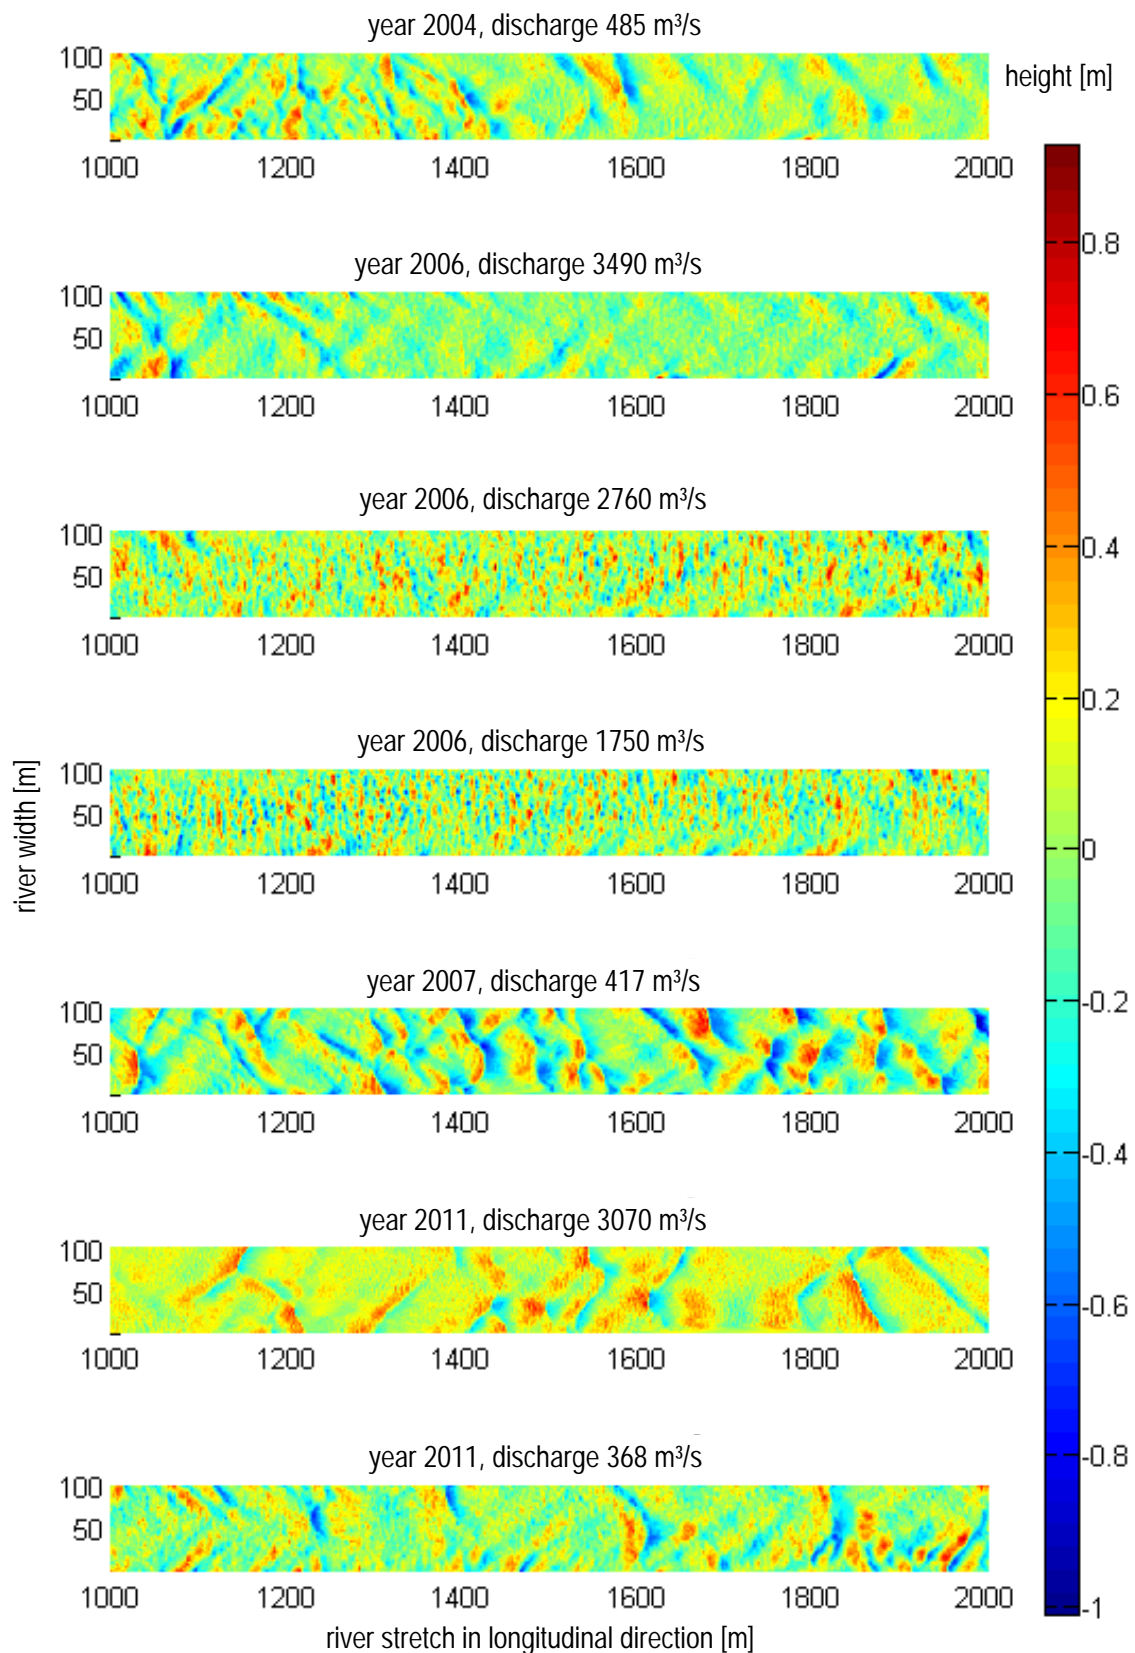 year 2004, discharge 485 m³/s
100
50
1000 1200 1400 1600 1800 2000
height [m]
year 2006, discharge 3490 m³/s
100
50
1000 1200 1400 1600 1800 2000
year 2006, discharge 2760 m³/s
100
50
1000 1200 1400 1600 1800 2000
year 2006, discharge 1750 m³/s
100
50
1000 1200 1400 1600 1800 2000
year 2007, discharge 417 m³/s
100
50
1000 1200 1400 1600 1800 2000
year 2011, discharge 3070 m³/s
100
50
1000 1200 1400 1600 1800 2000
year 2011, discharge 368 m³/s
100
50
1000 1200 1400 1600 1800 2000
river stretch in longitudinal direction [m]
river width [m]
0.8
0.6
0.4
0.2
0
-0.2
-0.4
-0.6
-0.8
-1